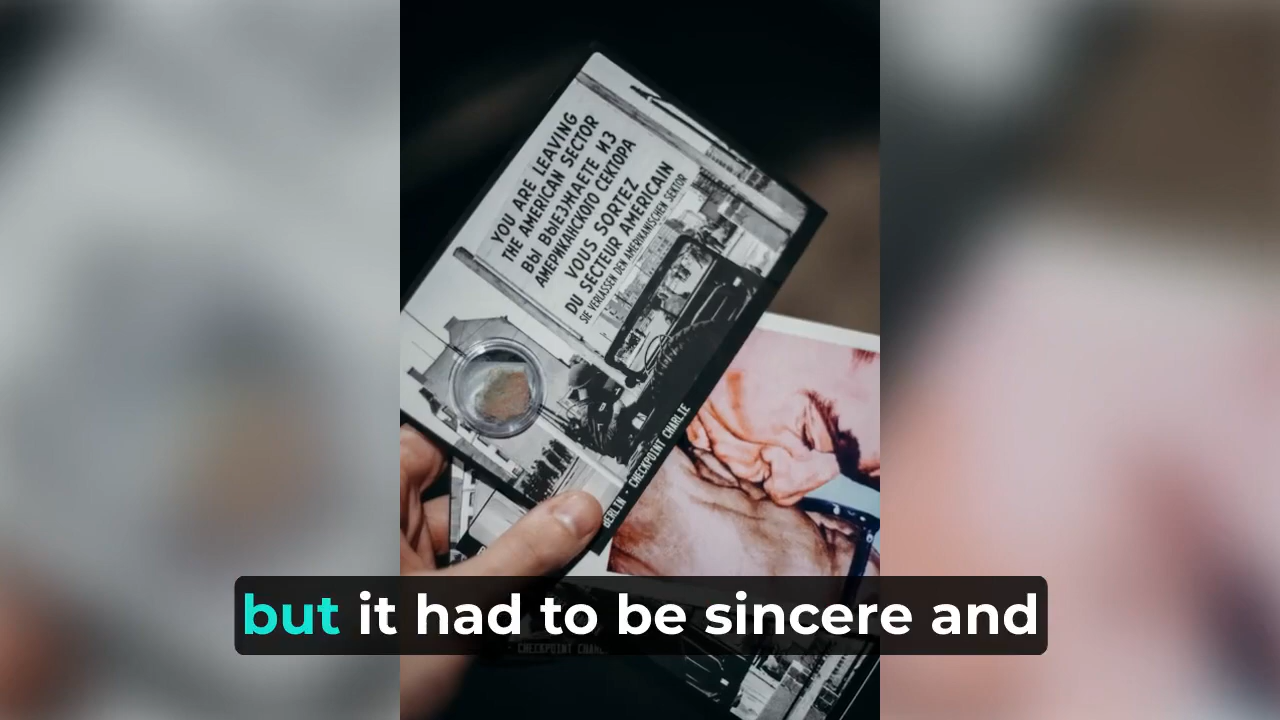 YOU ARE LEAVING
THE AMERICAN SECTOR
ВЫ ВЫЕЗЖАЕТЕ ИЗ
АМЕРИКАНСКОГО СЕКТОРА
VOUS SORTEZ
DU SECTEUR AMERICAIN
SIE VERLASSEN DEN AMERIKANISCHEN SEKTOR
BERLIN · CHECKPOINT CHARLIE
but it had to be sincere and
· CHECKPOINT